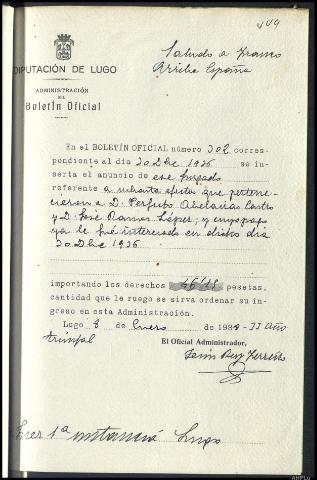 449
Saludo a Franco
Arriba España
DIPUTACIÓN DE LUGO
ADMINISTRACIÓN
DEL
Boletín Oficial
En el BOLETÍN OFICIAL número 302 corres-
pondiente al día 30 Dbe 1936 se in-
serta el anuncio de ese juzgado
referente a subasta efectos que pertene-
cieron a D. Perfecto Abelairas Castro
y D. José Ramos López; y cuyo pago
ya le fué interesado en dicho día
30 Dbe 1936
importando los derechos 46'15 pesetas,
cantidad que le ruego se sirva ordenar su in-
greso en esta Administración.
Lugo 8 de Enero de 1938-II año
triunfal
El Oficial Administrador,
Juez 1ª instancia Lugo
AHPLU